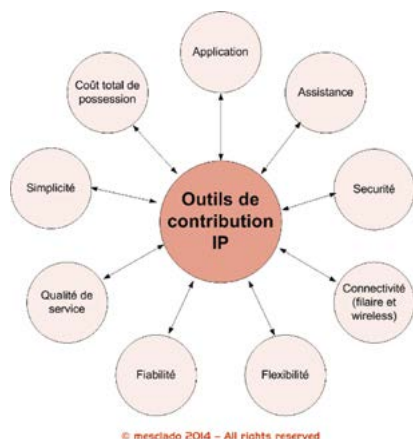 Application
Coût total de
possession
Assistance
Simplicité
Outils de
contribution
IP
Securité
Qualité de
service
Connectivité
(filaire et
wireless)
Fiabilité
Flexibilité
© mesclado 2014 – All rights reserved